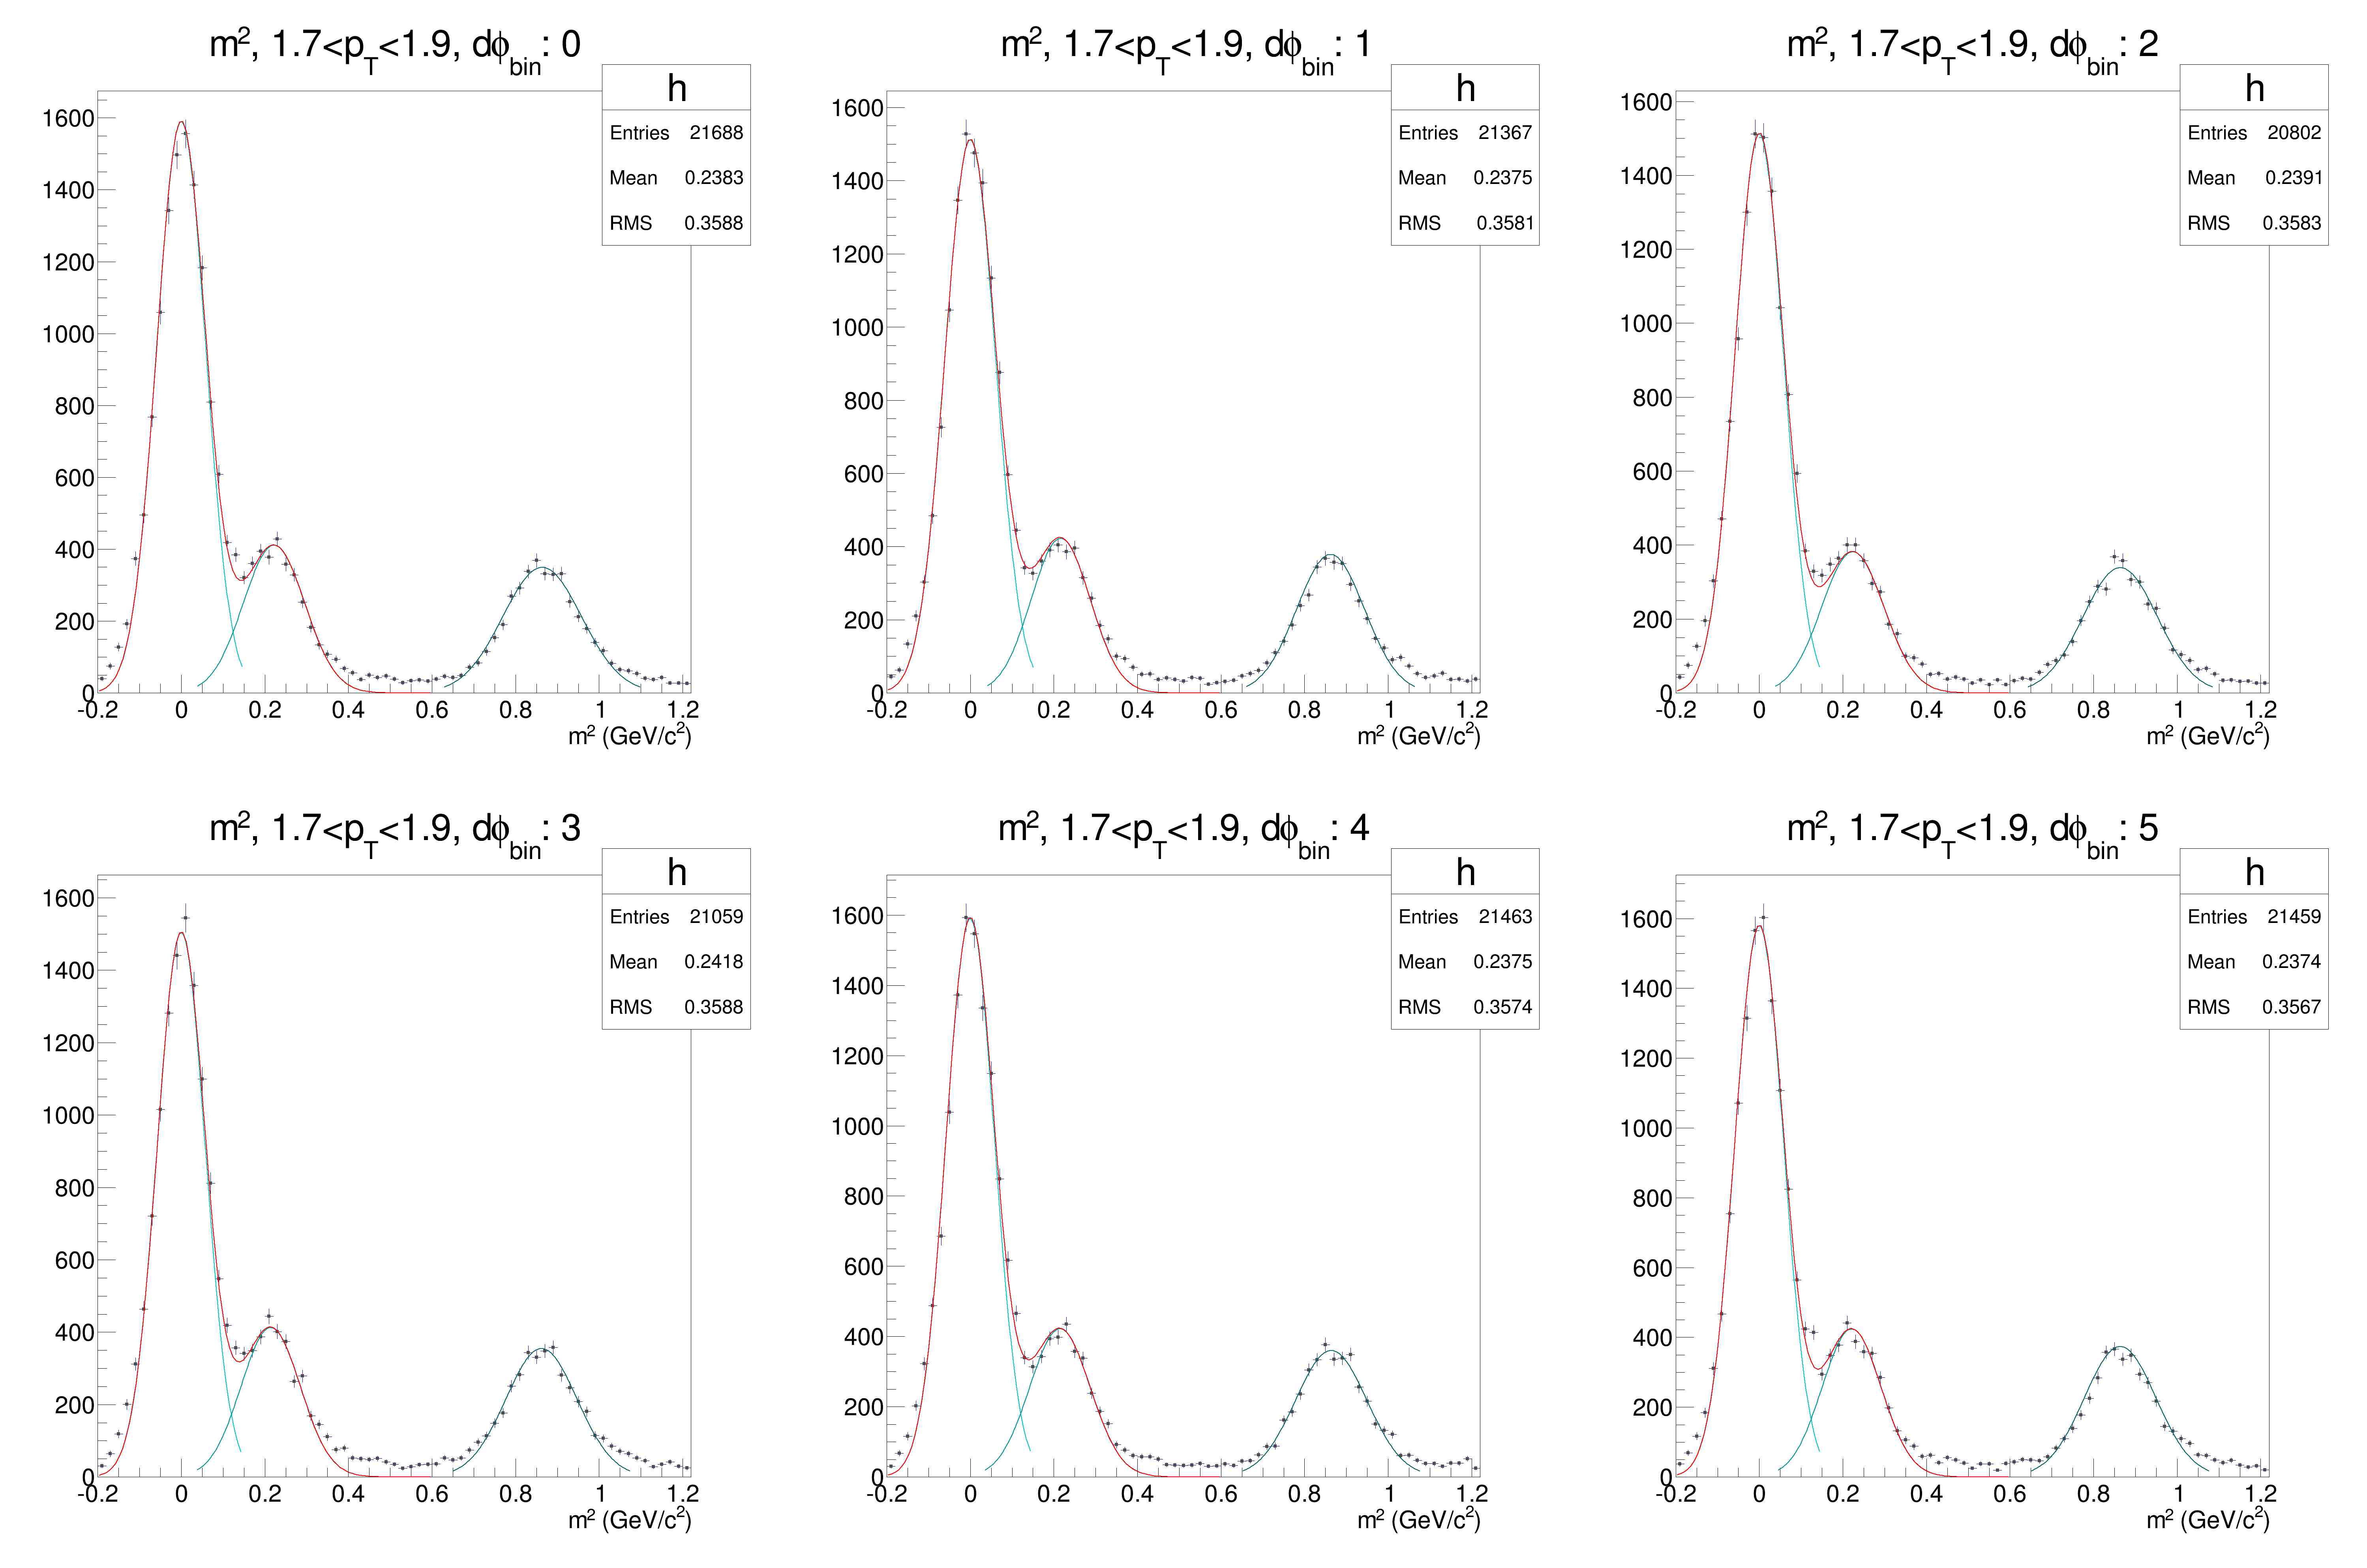 m², 1.7<p_T<1.9, dϕ_bin: 0
h
Entries 21688
Mean 0.2383
RMS 0.3588
1600
1400
1200
1000
800
600
400
200
0
-0.2 0 0.2 0.4 0.6 0.8 1 1.2
m² (GeV/c²)
m², 1.7<p_T<1.9, dϕ_bin: 1
h
Entries 21367
Mean 0.2375
RMS 0.3581
1600
1400
1200
1000
800
600
400
200
0
-0.2 0 0.2 0.4 0.6 0.8 1 1.2
m² (GeV/c²)
m², 1.7<p_T<1.9, dϕ_bin: 2
h
Entries 20802
Mean 0.2391
RMS 0.3583
1600
1400
1200
1000
800
600
400
200
0
-0.2 0 0.2 0.4 0.6 0.8 1 1.2
m² (GeV/c²)
m², 1.7<p_T<1.9, dϕ_bin: 3
h
Entries 21059
Mean 0.2418
RMS 0.3588
1600
1400
1200
1000
800
600
400
200
0
-0.2 0 0.2 0.4 0.6 0.8 1 1.2
m² (GeV/c²)
m², 1.7<p_T<1.9, dϕ_bin: 4
h
Entries 21463
Mean 0.2375
RMS 0.3574
1600
1400
1200
1000
800
600
400
200
0
-0.2 0 0.2 0.4 0.6 0.8 1 1.2
m² (GeV/c²)
m², 1.7<p_T<1.9, dϕ_bin: 5
h
Entries 21459
Mean 0.2374
RMS 0.3567
1600
1400
1200
1000
800
600
400
200
0
-0.2 0 0.2 0.4 0.6 0.8 1 1.2
m² (GeV/c²)